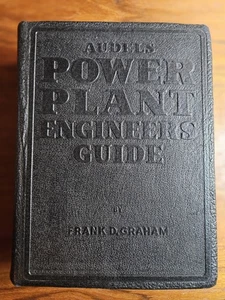 AUDELS
POWER
PLANT
ENGINEERS
GUIDE
BY
FRANK D. GRAHAM